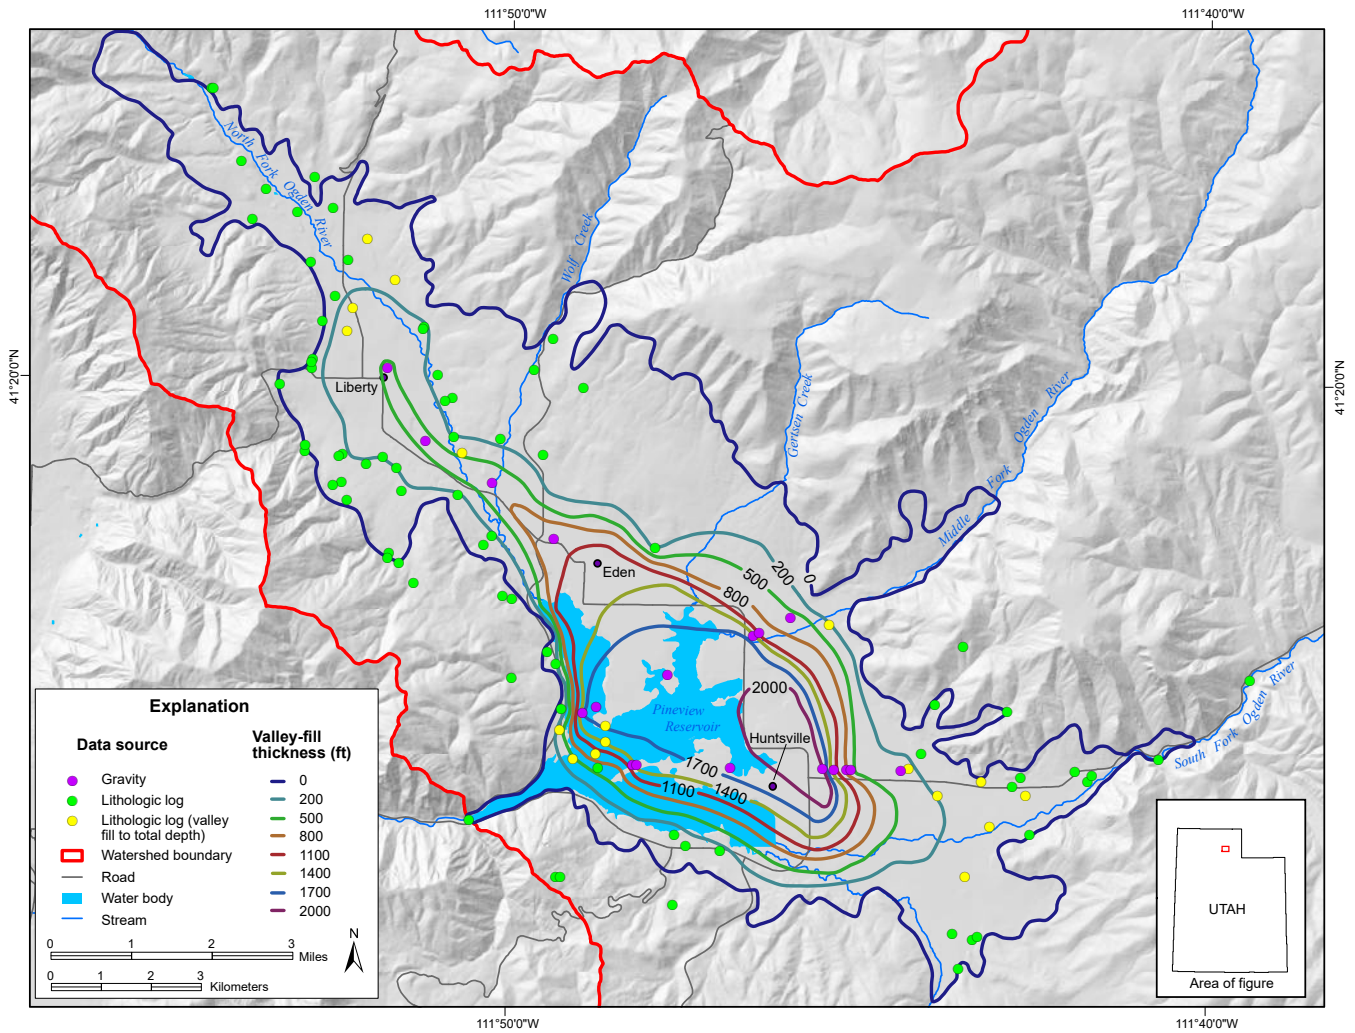 111°50'0"W
111°40'0"W
41°20'0"N
41°20'0"N
North Fork Ogden River
Wolf Creek
Gertsen Creek
Middle Fork Ogden River
South Fork Ogden River
Liberty
Eden
0
200
500
800
2000
Pineview
Reservoir
Huntsville
1700
1400
1100
Explanation
Data source
Gravity
Lithologic log
Lithologic log (valley
fill to total depth)
Watershed boundary
Road
Water body
Stream
Valley-fill
thickness (ft)
0
200
500
800
1100
1400
1700
2000
0 1 2 3
Miles
0 1 2 3
Kilometers
N
UTAH
Area of figure
111°50'0"W
111°40'0"W